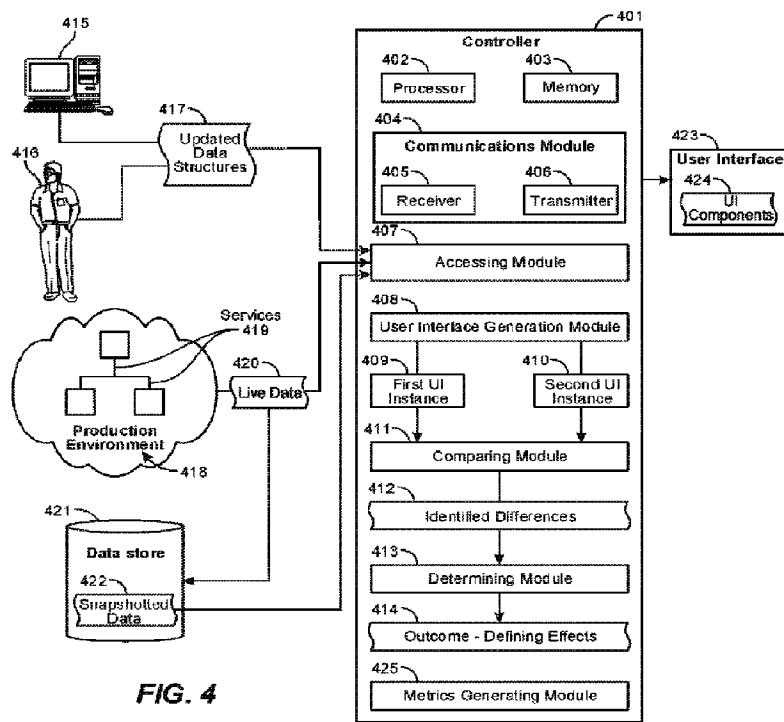 415
416
417
Updated
Data
Structures
Services
419
420
Live Data
Production
Environment
418
421
Data store
422
Snapshotted
Data
FIG. 4
401
Controller
402
Processor
403
Memory
404
Communications Module
405
Receiver
406
Transmitter
407
Accessing Module
408
User Interface Generation Module
409
First UI
Instance
410
Second UI
Instance
411
Comparing Module
412
Identified Differences
413
Determining Module
414
Outcome - Defining Effects
425
Metrics Generating Module
423
User Interface
424
UI
Components